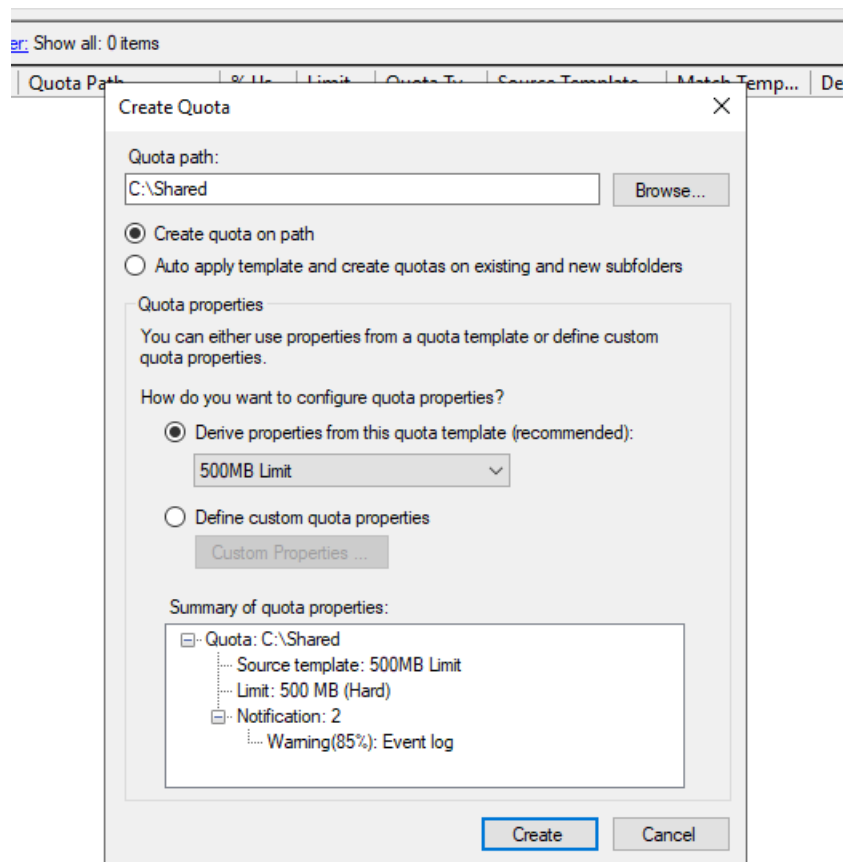 er: Show all: 0 items
Quota Path
Create Quota
Quota path:
C:\Shared
Browse...
Create quota on path
Auto apply template and create quotas on existing and new subfolders
Quota properties
You can either use properties from a quota template or define custom
quota properties.
How do you want to configure quota properties?
Derive properties from this quota template (recommended):
500MB Limit
Define custom quota properties
Custom Properties ...
Summary of quota properties:
Quota: C:\Shared
Source template: 500MB Limit
Limit: 500 MB (Hard)
Notification: 2
Warning(85%): Event log
Create
Cancel